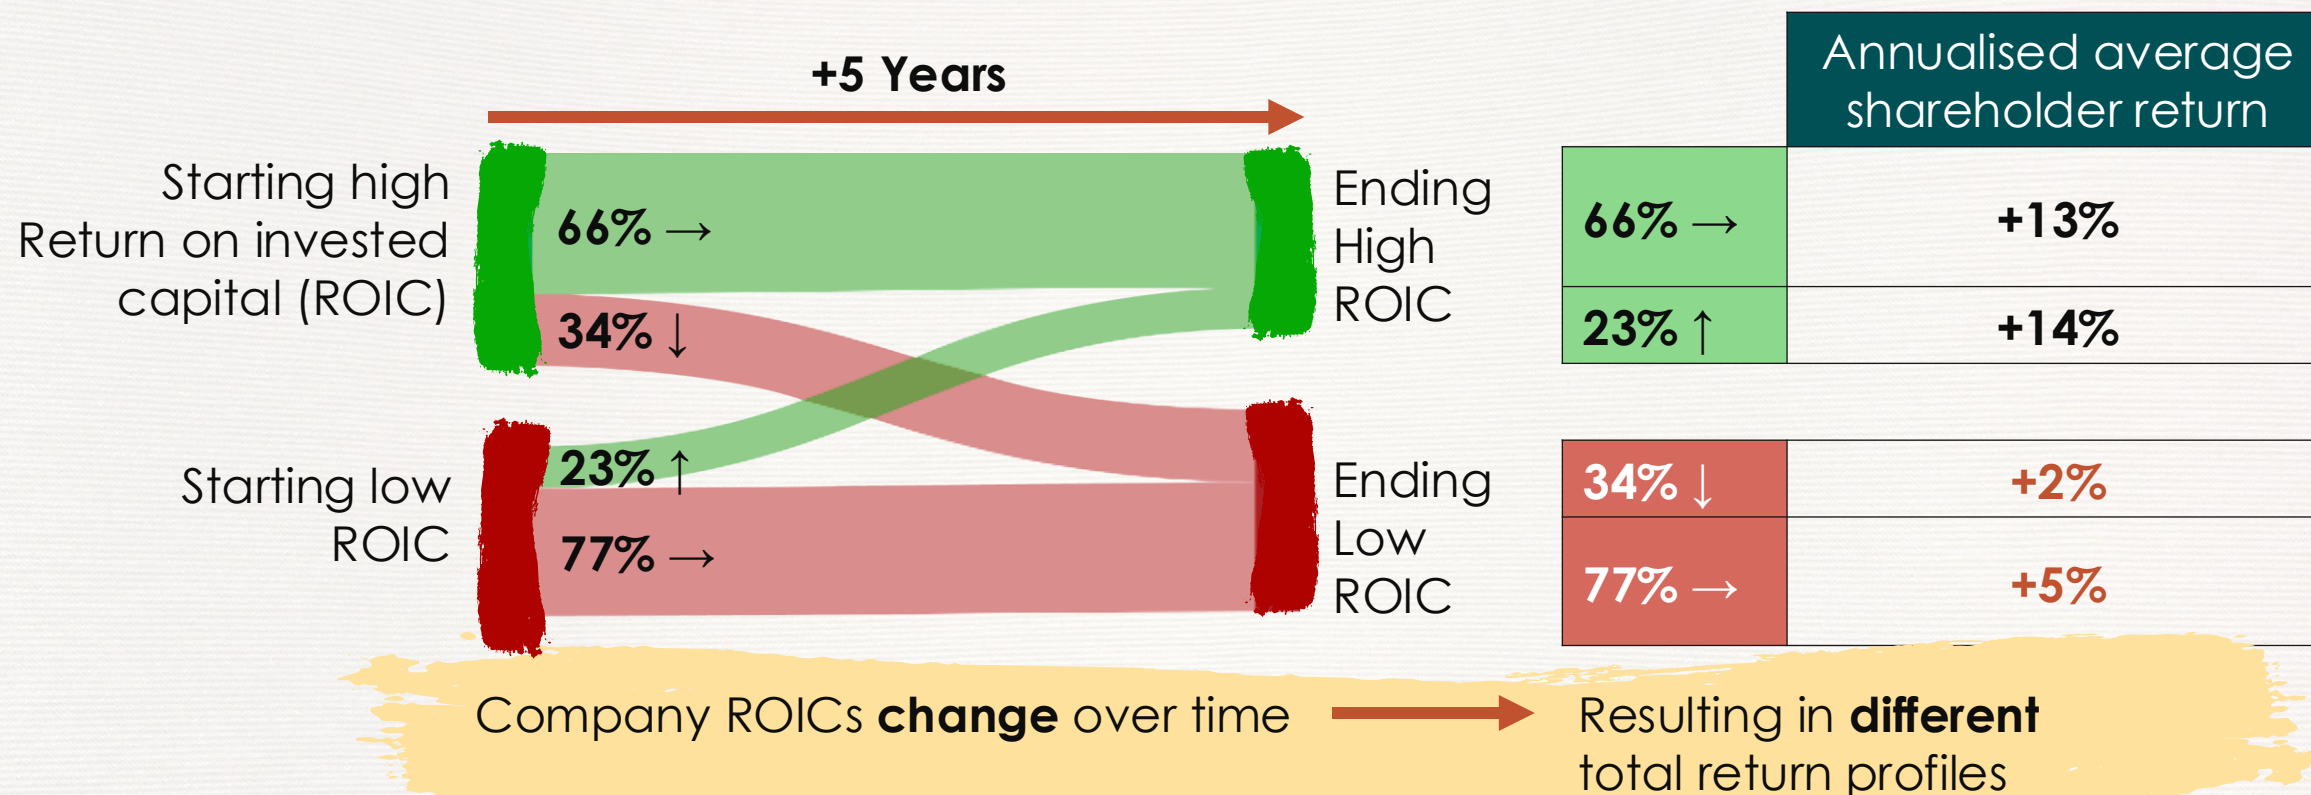 +5 Years
Starting high
Return on invested
capital (ROIC)
66% →
34% ↓
Starting low
ROIC
23% ↑
77% →
Ending
High
ROIC
Ending
Low
ROIC
Annualised average
shareholder return
66% → +13%
23% ↑ +14%
34% ↓ +2%
77% → +5%
Company ROICs change over time
Resulting in different
total return profiles